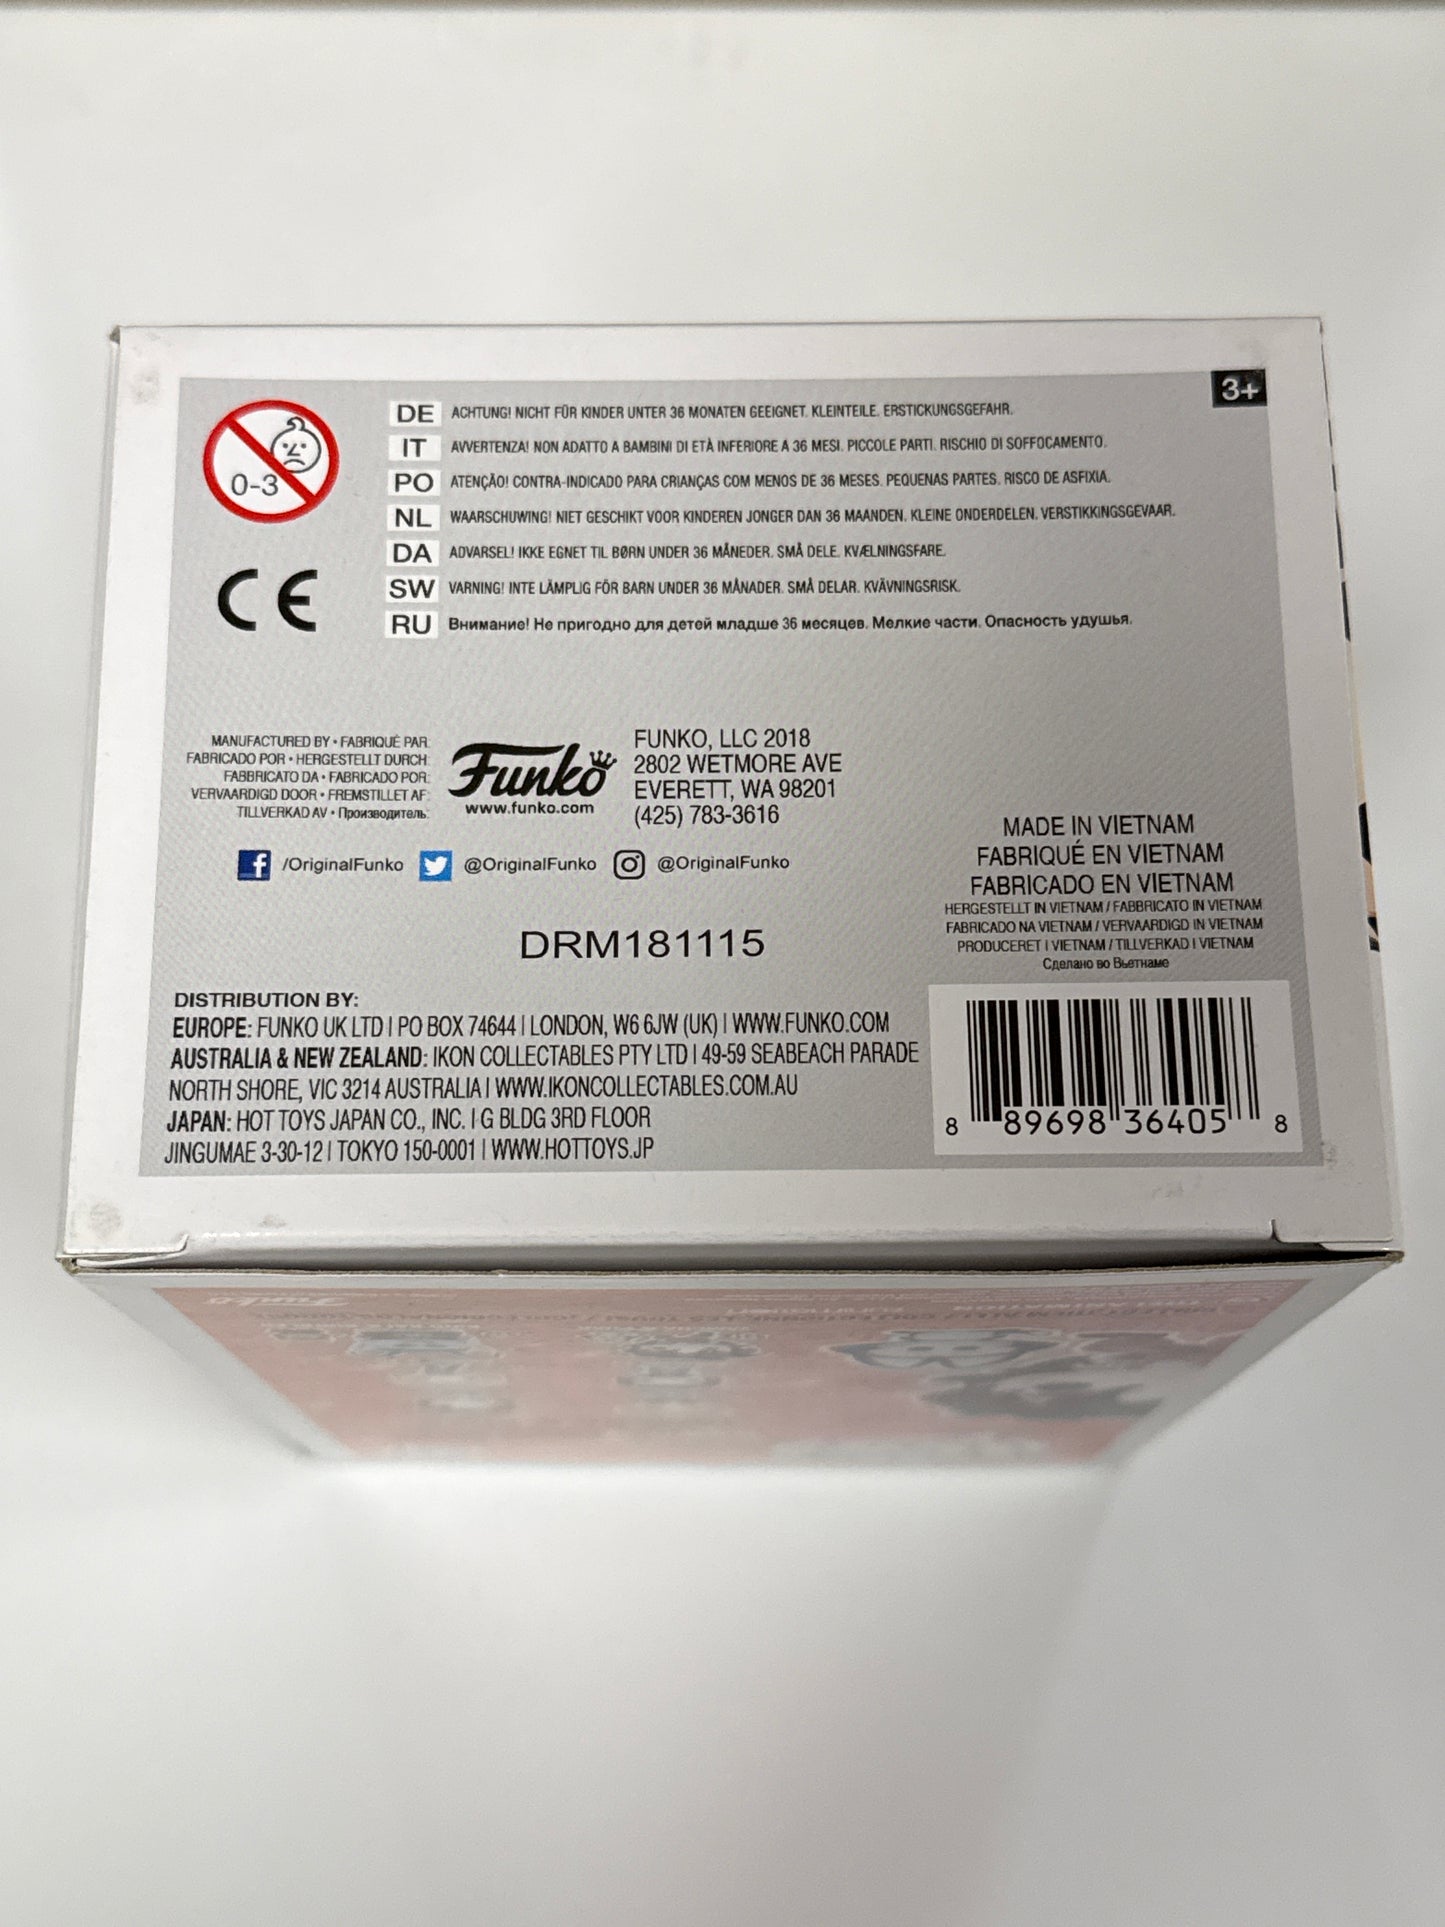 3+
0-3
DE ACHTUNG! NICHT FÜR KINDER UNTER 36 MONATEN GEEIGNET. KLEINTEILE. ERSTICKUNGSGEFAHR.
IT AVVERTENZA! NON ADATTO A BAMBINI DI ETÀ INFERIORE A 36 MESI. PICCOLE PARTI. RISCHIO DI SOFFOCAMENTO.
PO ATENÇÃO! CONTRA-INDICADO PARA CRIANÇAS COM MENOS DE 36 MESES. PEQUENAS PARTES. RISCO DE ASFIXIA.
NL WAARSCHUWING! NIET GESCHIKT VOOR KINDEREN JONGER DAN 36 MAANDEN. KLEINE ONDERDELEN. VERSTIKKINGSGEVAAR.
DA ADVARSEL! IKKE EGNET TIL BØRN UNDER 36 MÅNEDER. SMÅ DELE. KVÆLNINGSFARE.
SW VARNING! INTE LÄMPLIG FÖR BARN UNDER 36 MÅNADER. SMÅ DELAR. KVÄVNINGSRISK.
RU Внимание! Не пригодно для детей младше 36 месяцев. Мелкие части. Опасность удушья.
CE
MANUFACTURED BY • FABRIQUÉ PAR:
FABRICADO POR • HERGESTELLT DURCH:
FABBRICATO DA • FABRICADO POR:
VERVAARDIGD DOOR • FREMSTILLET AF:
TILLVERKAD AV • Производитель:
Funko
www.funko.com
FUNKO, LLC 2018
2802 WETMORE AVE
EVERETT, WA 98201
(425) 783-3616
/OriginalFunko @OriginalFunko @OriginalFunko
MADE IN VIETNAM
FABRIQUÉ EN VIETNAM
FABRICADO EN VIETNAM
HERGESTELLT IN VIETNAM / FABBRICATO IN VIETNAM
FABRICADO NA VIETNAM / VERVAARDIGD IN VIETNAM
PRODUCERET I VIETNAM / TILLVERKAD I VIETNAM
Сделано во Вьетнаме
DRM181115
DISTRIBUTION BY:
EUROPE: FUNKO UK LTD | PO BOX 74644 | LONDON, W6 6JW (UK) | WWW.FUNKO.COM
AUSTRALIA & NEW ZEALAND: IKON COLLECTABLES PTY LTD | 49-59 SEABEACH PARADE
NORTH SHORE, VIC 3214 AUSTRALIA | WWW.IKONCOLLECTABLES.COM.AU
JAPAN: HOT TOYS JAPAN CO., INC. | G BLDG 3RD FLOOR
JINGUMAE 3-30-12 | TOKYO 150-0001 | WWW.HOTTOYS.JP
8 89698 36405 8
Funko